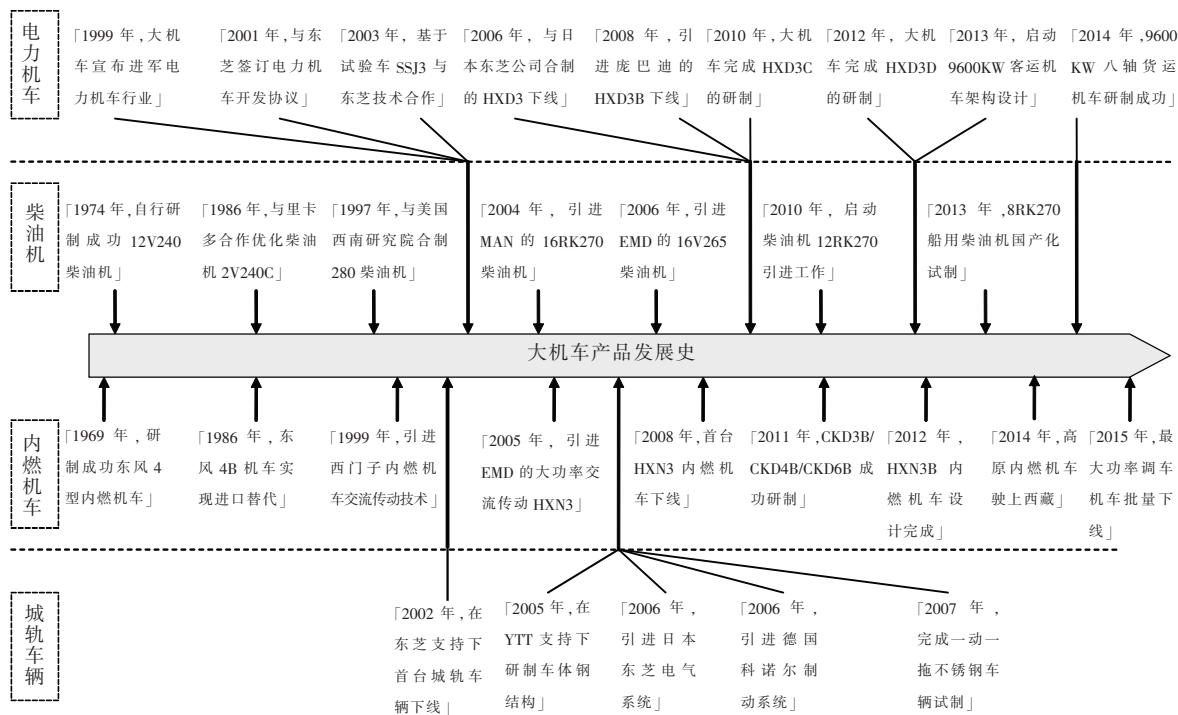 电力机车
「1999 年，大机
车宣布进军电
力机车行业」
「2001 年，与东
芝签订电力机
车开发协议」
「2003 年，基于
试验车 SSJ3 与
东芝技术合作」
「2006 年，与日
本东芝公司合制
的 HXD3 下线」
「2008 年，引
进庞巴迪的
HXD3B 下线」
「2010 年，大机
车完成 HXD3C
的研制」
「2012 年，大机
车完成 HXD3D
的研制」
「2013 年，启动
9600KW 客运机
车架构设计」
「2014 年，9600
KW 八轴货运
机车研制成功」
柴油机
「1974 年，自行研
制成功 12V240
柴油机」
「1986 年，与里卡
多合作优化柴油
机 2V240C」
「1997 年，与美国
西南研究院合制
280 柴油机」
「2004 年，引进
MAN 的 16RK270
柴油机」
「2006 年，引进
EMD 的 16V265
柴油机」
「2010 年，启动
柴油机 12RK270
引进工作」
「2013 年，8RK270
船用柴油机国产化
试制」
大机车产品发展史
内燃机车
「1969 年，研
制成功东风 4
型内燃机车」
「1986 年，东
风 4B 机车实
现进口替代」
「1999 年，引进
西门子内燃机
车交流传动技术」
「2005 年，引进
EMD 的大功率交
流传动 HXN3」
「2008 年，首台
HXN3 内燃机
车下线」
「2011 年，CKD3B/
CKD4B/CKD6B 成
功研制」
「2012 年，
HXN3B 内
燃机车设
计完成」
「2014 年，高
原内燃机车
驶上西藏」
「2015 年，最
大功率调车
机车批量下
线」
城轨车辆
「2002 年，在
东芝支持下
首台城轨车
辆下线」
「2005 年，在
YTT 支持下
研制车体钢
结构」
「2006 年，
引进日本
东芝电气
系统」
「2006 年，
引进德国
科诺尔制
动系统」
「2007 年，
完成一动一
拖不锈钢车
辆试制」